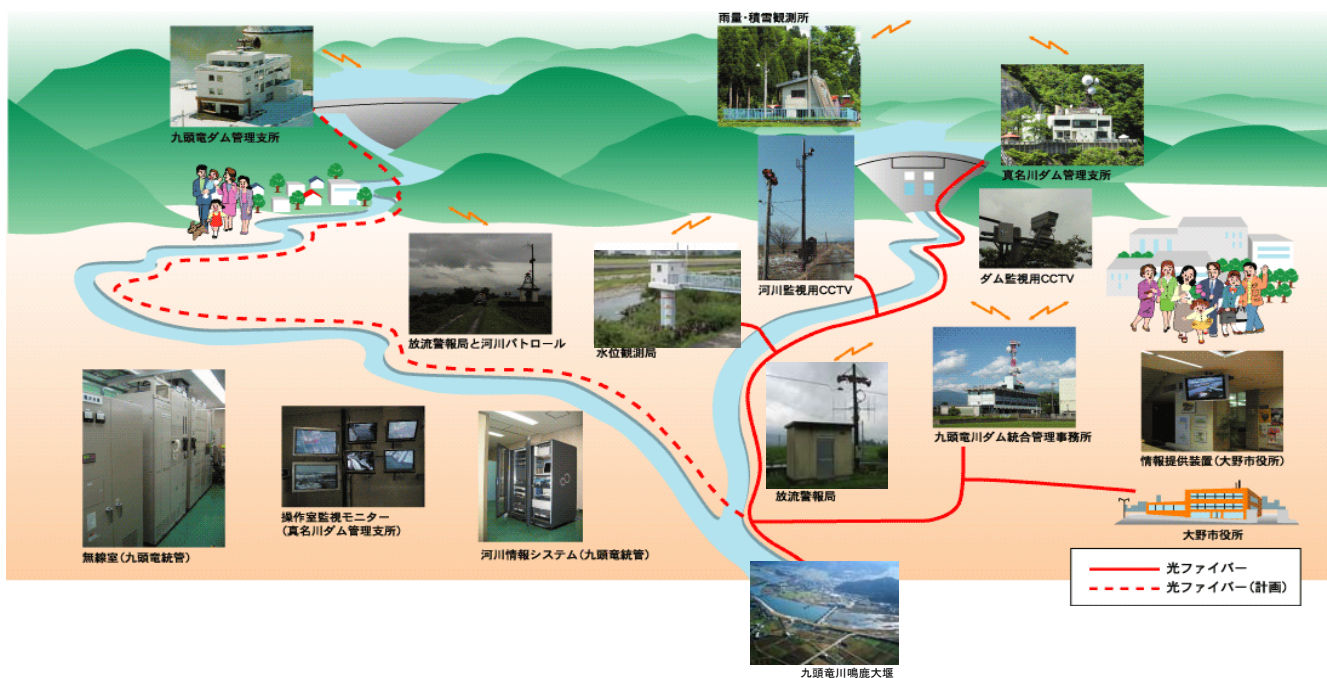 雨量・積雪観測所
九頭竜ダム管理支所
真名川ダム管理支所
ダム監視用CCTV
河川監視用CCTV
放流警報局と河川パトロール
水位観測局
九頭竜川ダム統合管理事務所
情報提供装置(大野市役所)
放流警報局
操作室監視モニター
(真名川ダム管理支所)
無線室(九頭竜統管)
河川情報システム(九頭竜統管)
大野市役所
光ファイバー
光ファイバー(計画)
九頭竜川鳴鹿大堰